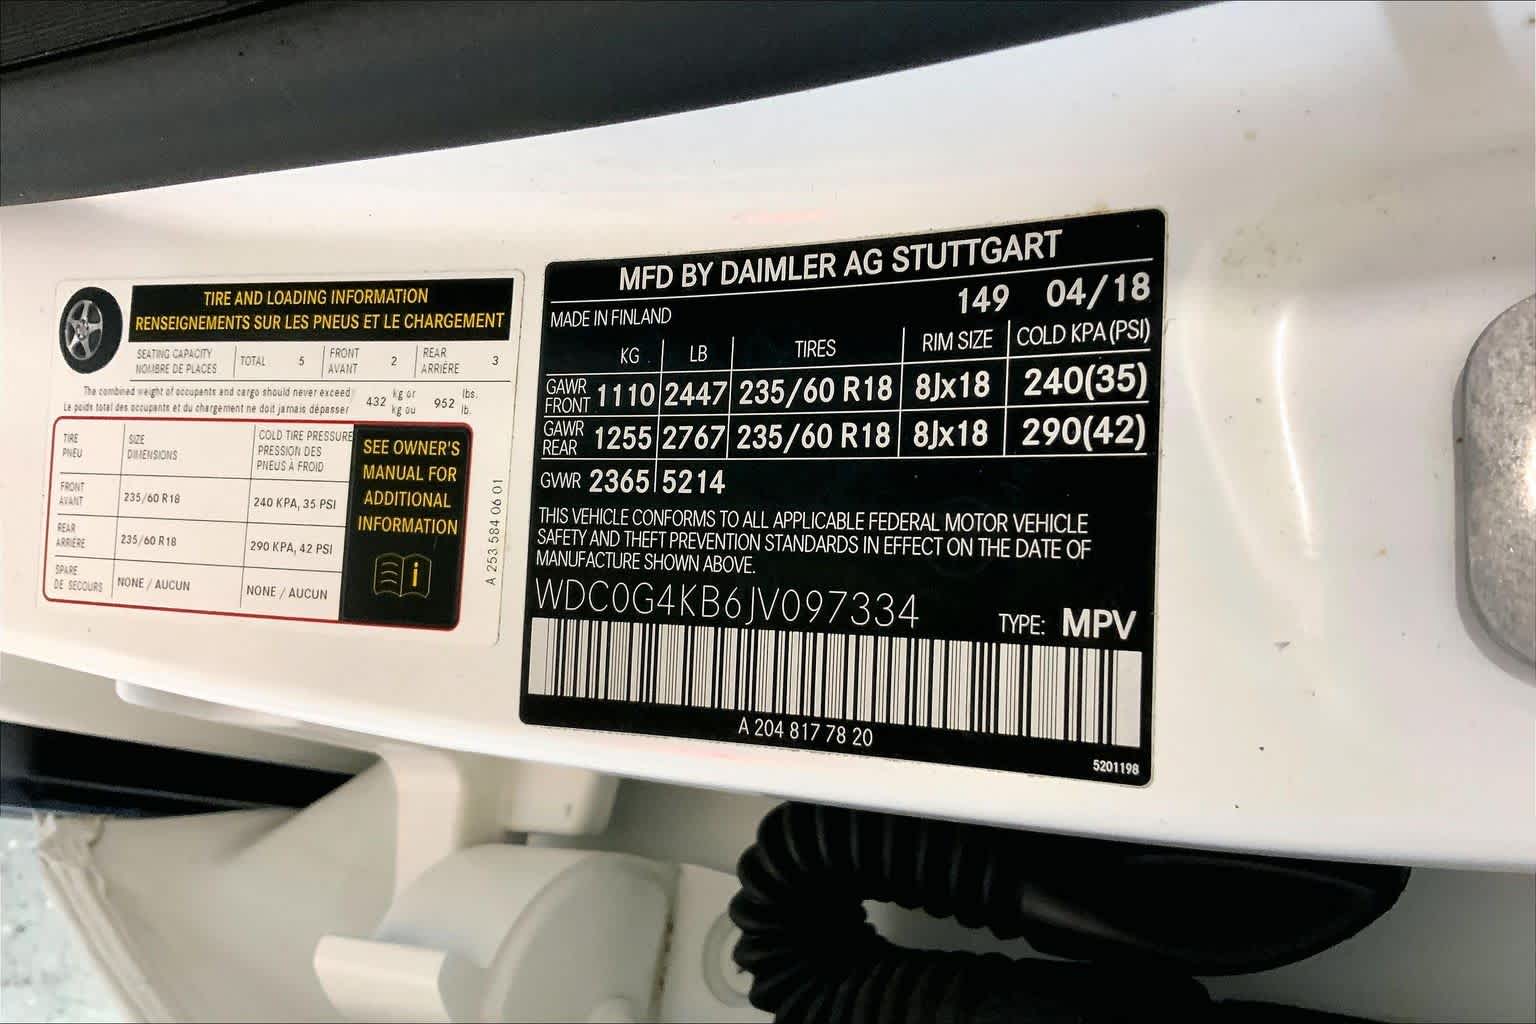 TIRE AND LOADING INFORMATION
RENSEIGNEMENTS SUR LES PNEUS ET LE CHARGEMENT
SEATING CAPACITY
NOMBRE DE PLACES
TOTAL 5
FRONT
AVANT
2
REAR
ARRIÈRE
3
The combined weight of occupants and cargo should never exceed
Le poids total des occupants et du chargement ne doit jamais dépasser
432
kg or
kg ou
952
lbs.
lb.
TIRE
PNEU
SIZE
DIMENSIONS
COLD TIRE PRESSURE
PRESSION DES
PNEUS À FROID
FRONT
AVANT
235/60 R18
240 KPA, 35 PSI
REAR
ARRIÈRE
235/60 R18
290 KPA, 42 PSI
SPARE
DE SECOURS
NONE / AUCUN
NONE / AUCUN
SEE OWNER'S
MANUAL FOR
ADDITIONAL
INFORMATION
i
A 253 584 06 01
MFD BY DAIMLER AG STUTTGART
149 04/18
MADE IN FINLAND
KG LB TIRES RIM SIZE COLD KPA (PSI)
GAWR
FRONT
1110 2447 235/60 R18 8Jx18 240(35)
GAWR
REAR
1255 2767 235/60 R18 8Jx18 290(42)
GVWR 2365 5214
THIS VEHICLE CONFORMS TO ALL APPLICABLE FEDERAL MOTOR VEHICLE
SAFETY AND THEFT PREVENTION STANDARDS IN EFFECT ON THE DATE OF
MANUFACTURE SHOWN ABOVE.
WDC0G4KB6JV097334
TYPE: MPV
A 204 817 78 20
5201198